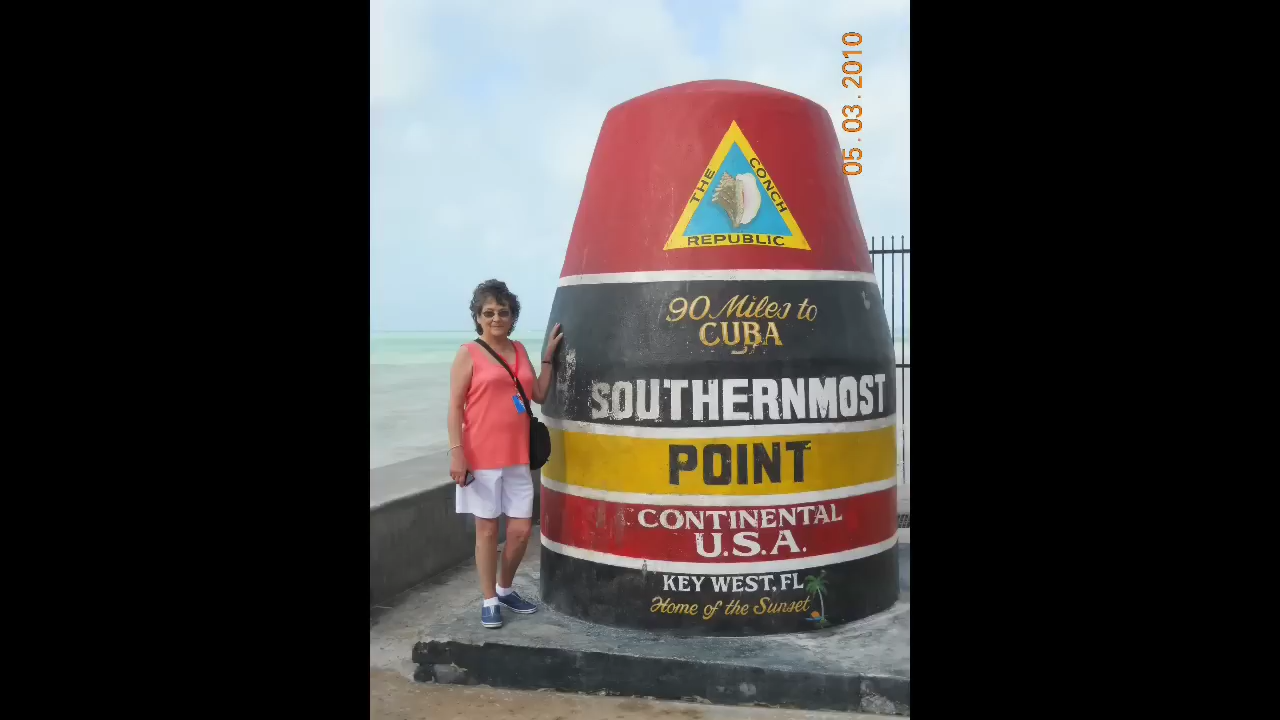 05.03.2010
THE CONCH
REPUBLIC
90 Miles to
CUBA
SOUTHERNMOST
POINT
CONTINENTAL
U.S.A.
KEY WEST, FL
Home of the Sunset